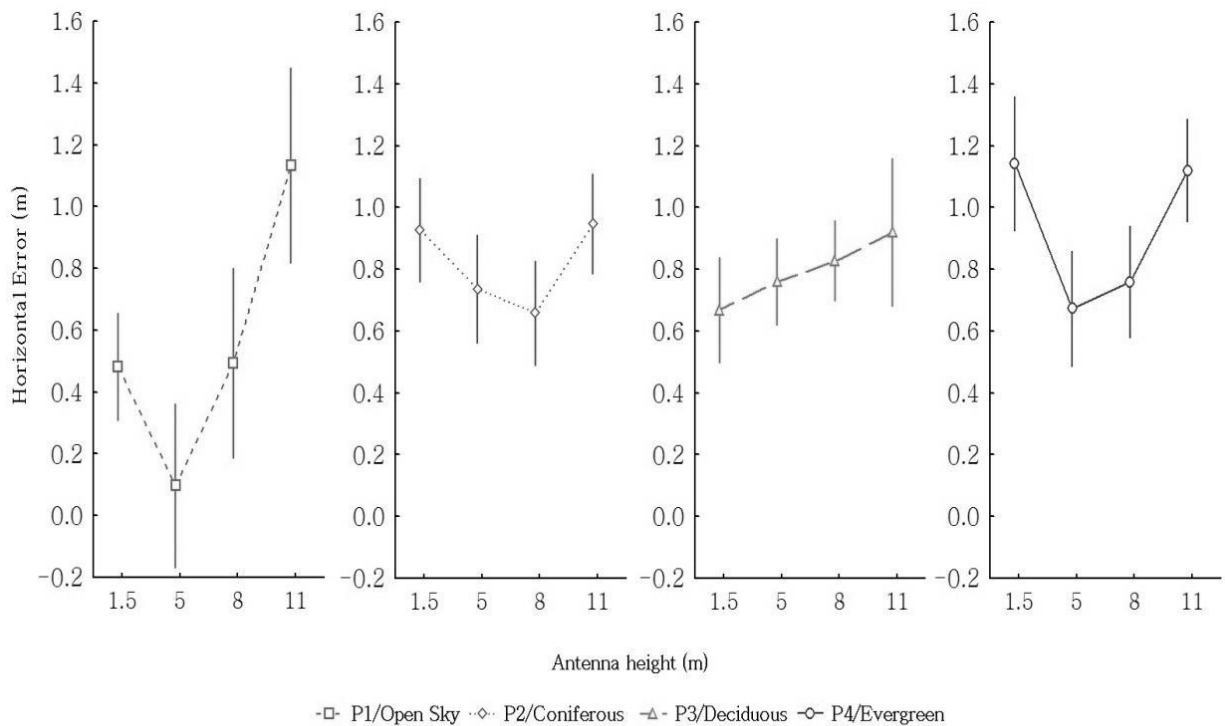 Horizontal Error (m)
1.6 1.6 1.6 1.6
1.4 1.4 1.4 1.4
1.2 1.2 1.2 1.2
1.0 1.0 1.0 1.0
0.8 0.8 0.8 0.8
0.6 0.6 0.6 0.6
0.4 0.4 0.4 0.4
0.2 0.2 0.2 0.2
0.0 0.0 0.0 0.0
-0.2 -0.2 -0.2 -0.2
1.5 5 8 11 1.5 5 8 11 1.5 5 8 11 1.5 5 8 11
Antenna height (m)
P1/Open Sky P2/Coniferous P3/Deciduous P4/Evergreen